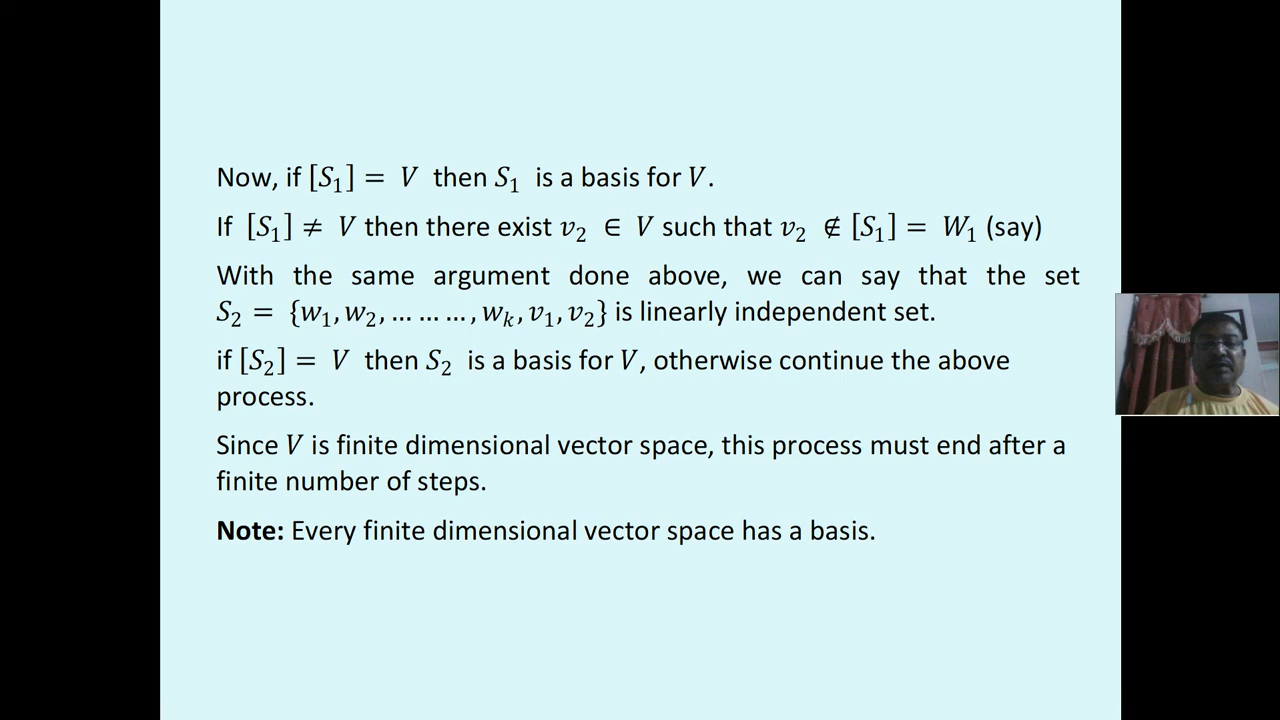 Now, if [S₁] = V then S₁ is a basis for V.
If [S₁] ≠ V then there exist v₂ ∈ V such that v₂ ∉ [S₁] = W₁ (say)
With the same argument done above, we can say that the set
S₂ = {w₁, w₂, … … … , wₖ, v₁, v₂} is linearly independent set.
if [S₂] = V then S₂ is a basis for V, otherwise continue the above
process.
Since V is finite dimensional vector space, this process must end after a
finite number of steps.
Note: Every finite dimensional vector space has a basis.